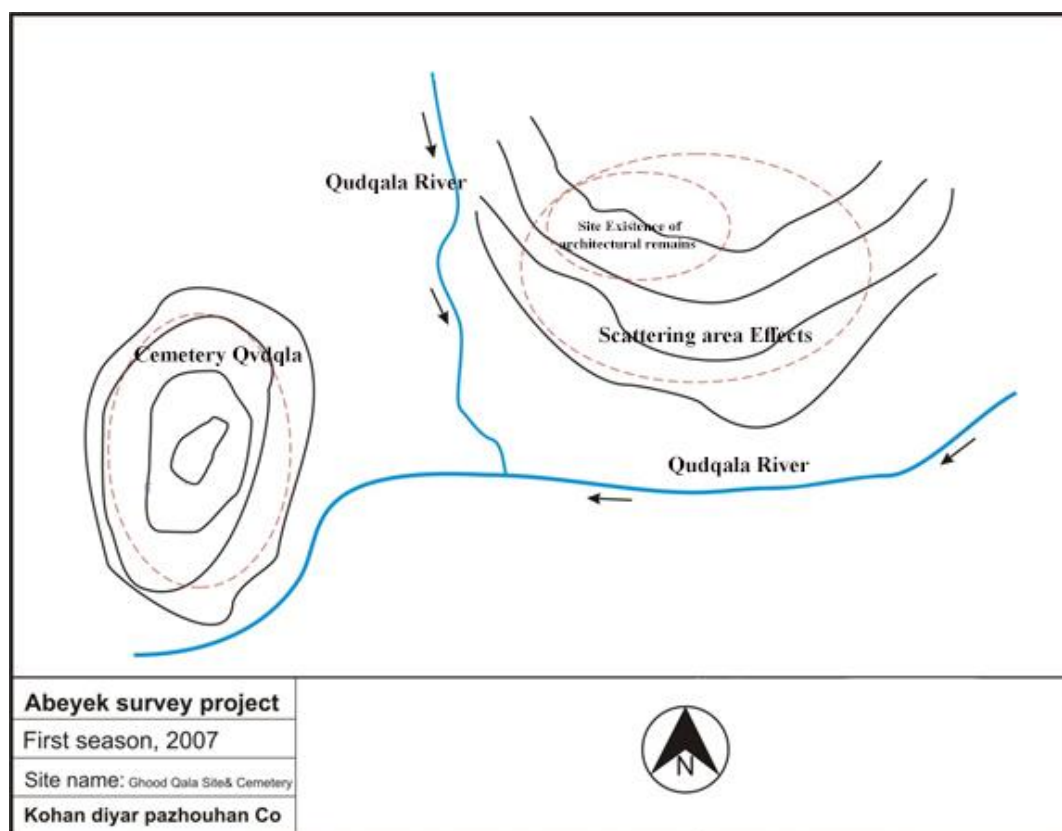 Qudqala River
Site Existence of
architectural remains
Scattering area Effects
Cemetery Qvdqla
Qudqala River
Abeyek survey project
First season, 2007
Site name: Ghood Qala Site& Cemetery
Kohan diyar pazhouhan Co
N